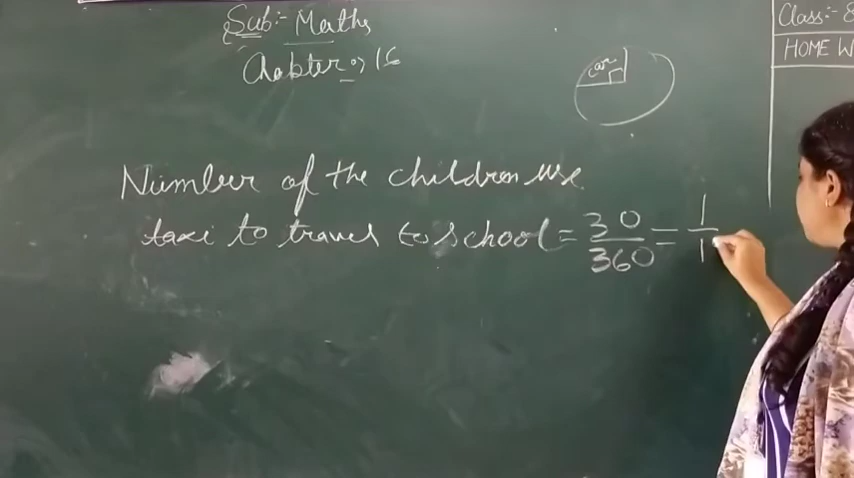 Sub:- Maths
Chapter:, 16
Class:- 8
HOME W
car
Number of the children use
taxi to travel to school = 30/360 = 1/1